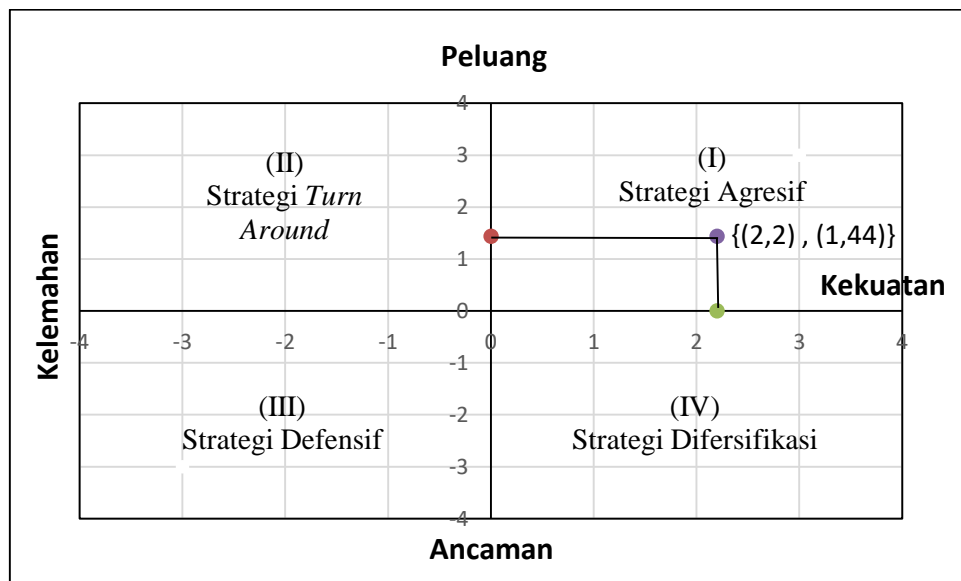 Peluang
4
3
2
1
0
-1
-2
-3
-4
-4
-3
-2
-1
0
1
2
3
4
(II)
Strategi Turn
Around
(I)
Strategi Agresif
{(2,2) , (1,44)}
Kekuatan
Kelemahan
(III)
Strategi Defensif
(IV)
Strategi Difersifikasi
Ancaman